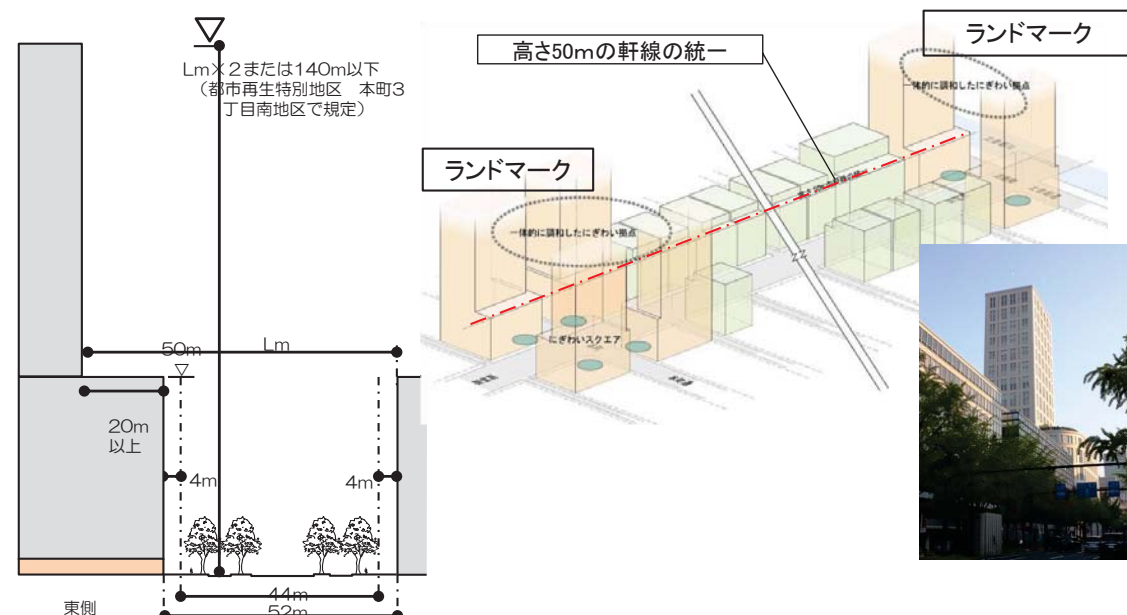 Lm×2または140m以下
（都市再生特別地区　本町3
丁目南地区で規定）
50m
Lm
20m
以上
4m
4m
44m
52m
東側
高さ50mの軒線の統一
ランドマーク
一体的に調和したにぎわい拠点
ランドマーク
一体的に調和したにぎわい拠点
にぎわいスクエア